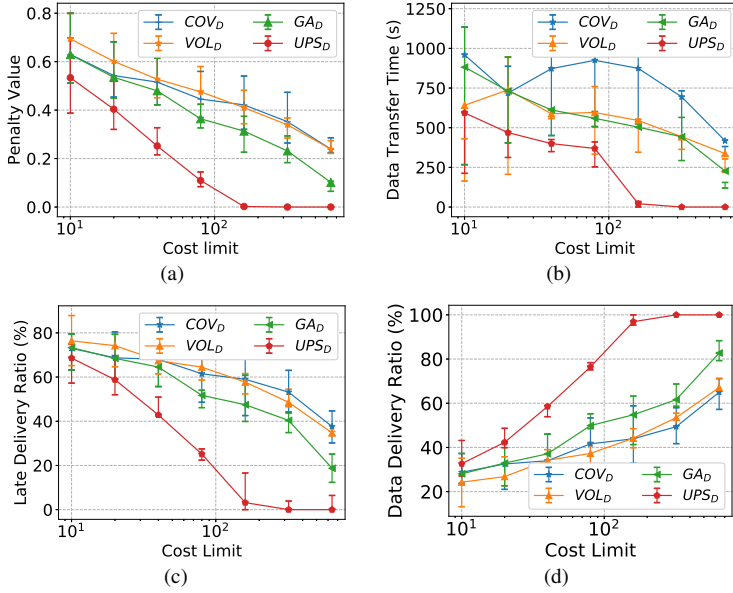 COV_D GA_D
VOL_D UPS_D
0.8
0.6
0.4
0.2
0.0
Penalty Value
10^1 10^2
Cost limit
(a)
COV_D GA_D
VOL_D UPS_D
1250
1000
750
500
250
0
Data Transfer Time (s)
10^1 10^2
Cost Limit
(b)
COV_D GA_D
VOL_D UPS_D
80
60
40
20
0
Late Delivery Ratio (%)
10^1 10^2
Cost Limit
(c)
100
80
60
40
20
Data Delivery Ratio (%)
COV_D GA_D
VOL_D UPS_D
10^1 10^2
Cost Limit
(d)